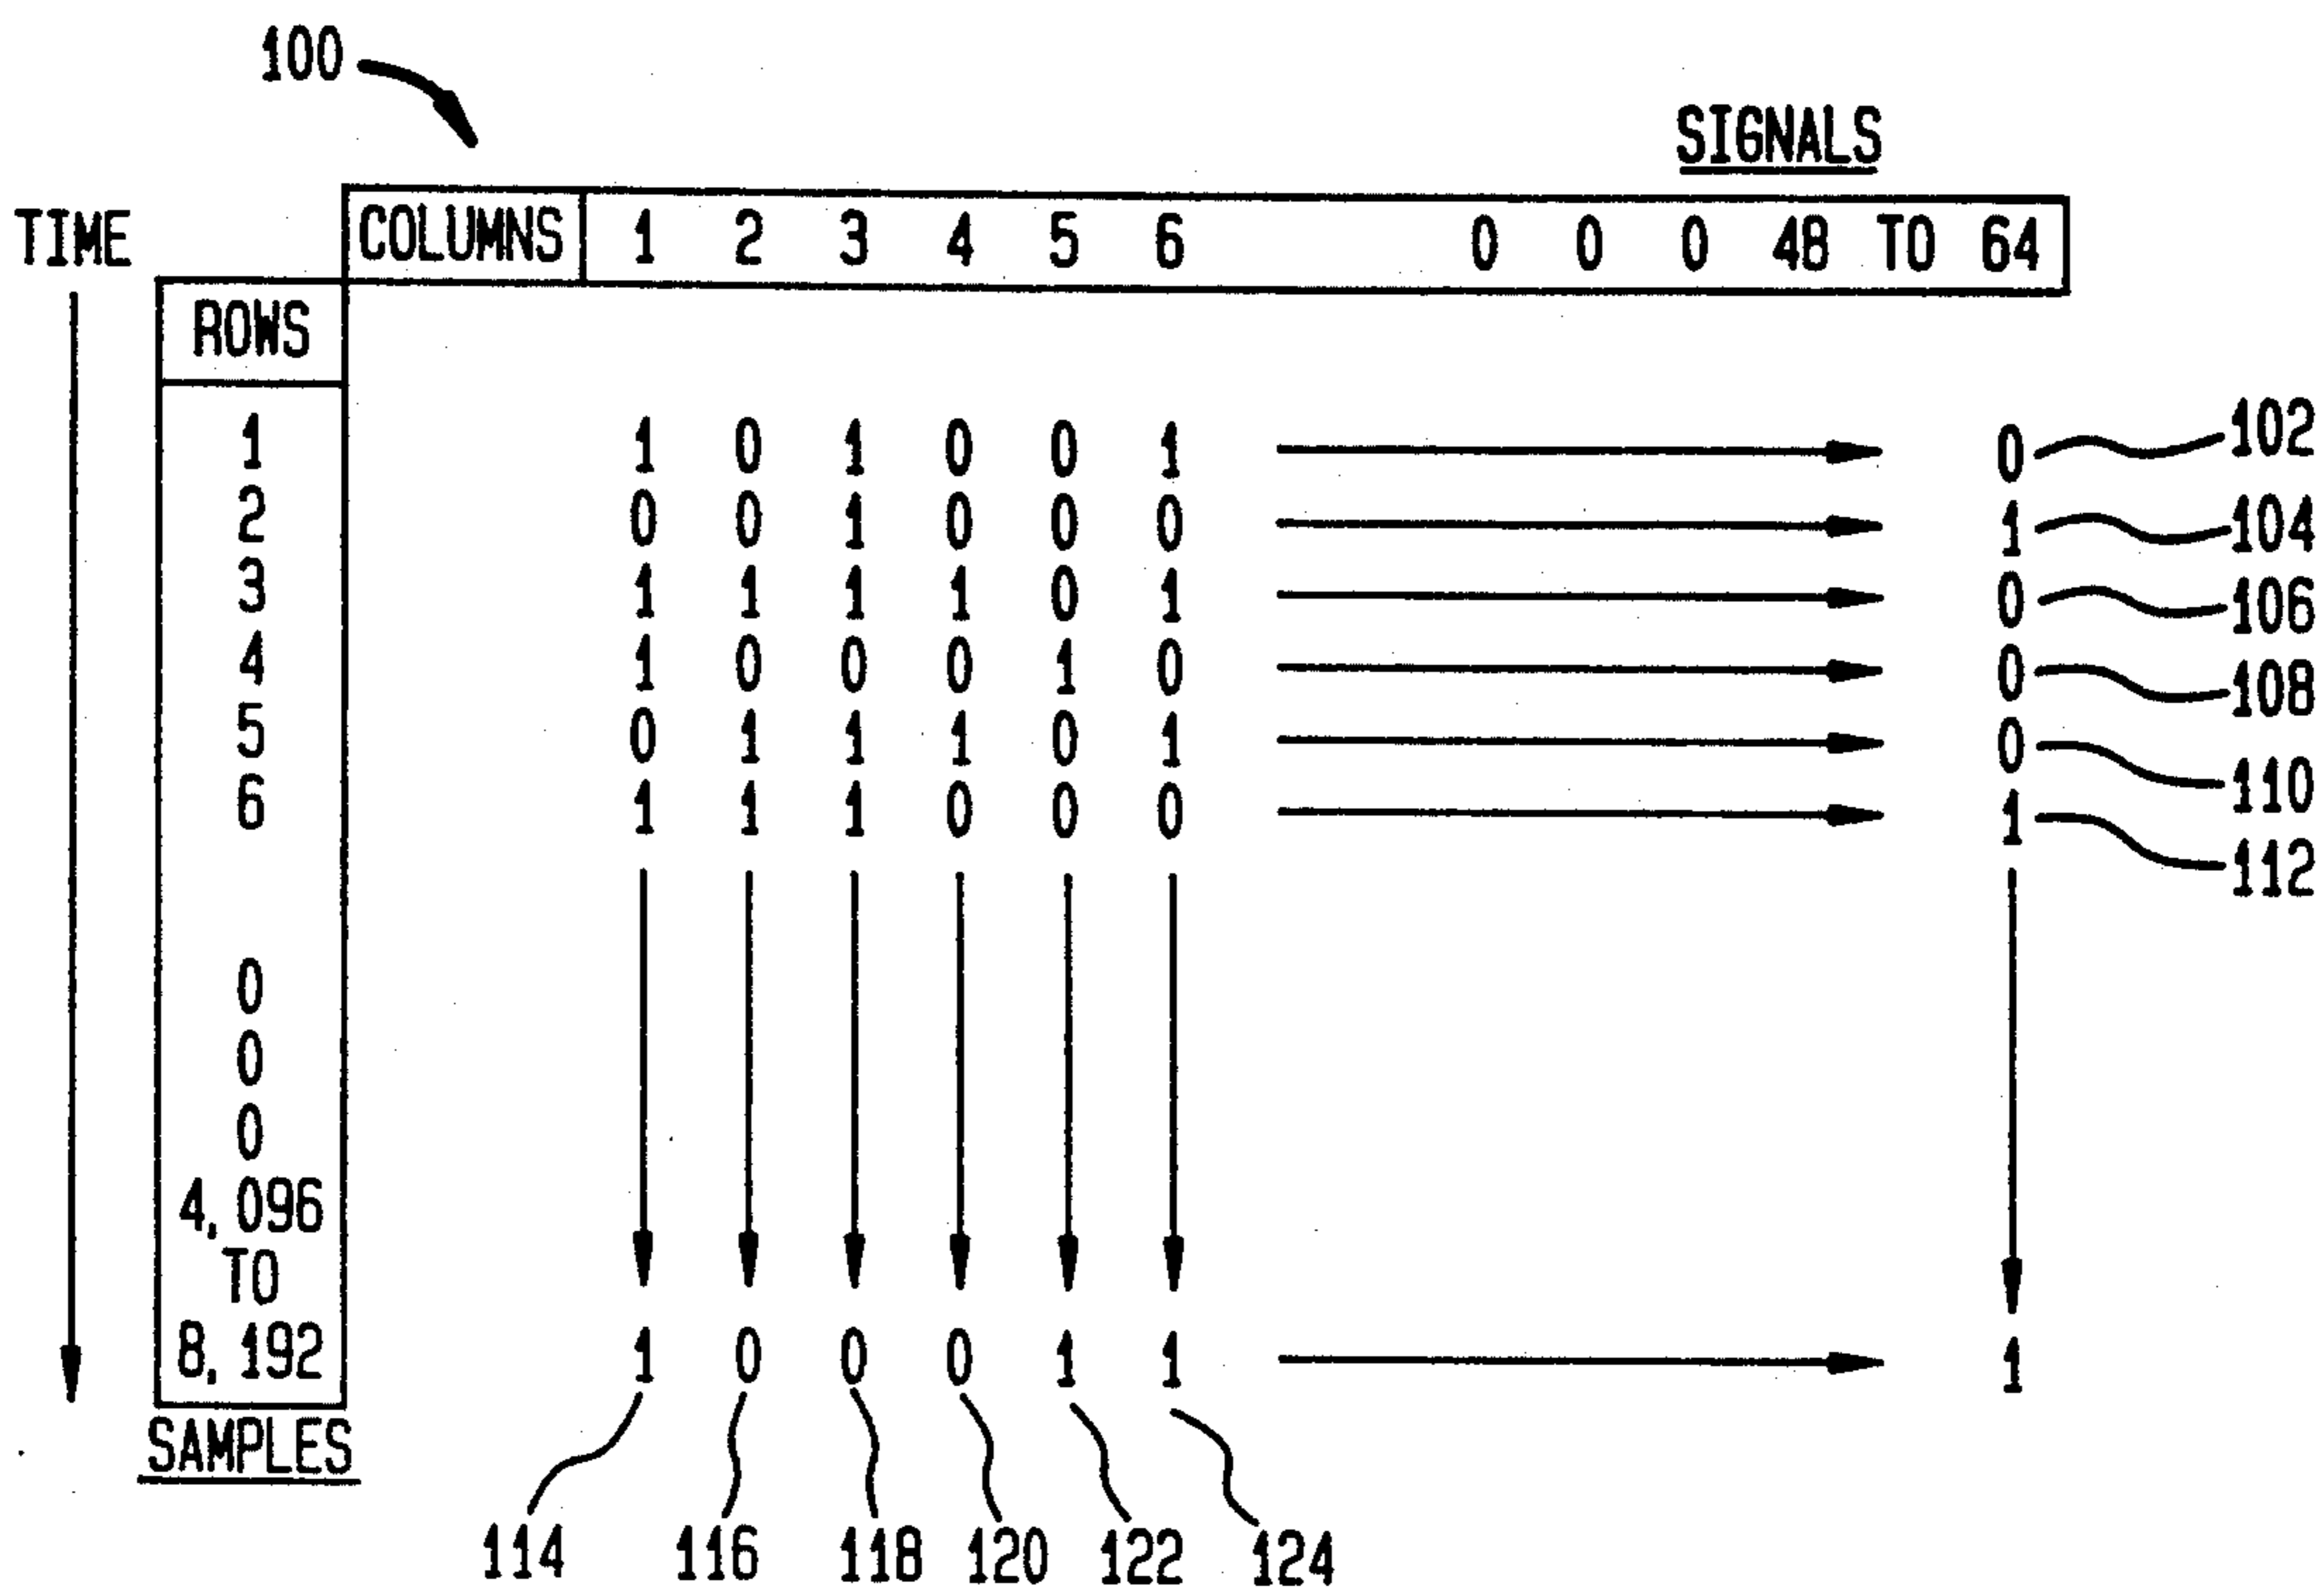 100
SIGNALS
TIME
COLUMNS 1 2 3 4 5 6 0 0 0 48 TO 64
ROWS
1 1 0 1 0 0 1 0 102
2 0 0 1 0 0 0 1 104
3 1 1 1 1 0 1 0 106
4 1 0 0 0 1 0 0 108
5 0 1 1 1 0 1 0 110
6 1 1 1 0 0 0 1 112
0
0
0
4,096
TO
8,192 1 0 0 0 1 1 1
SAMPLES
114 116 118 120 122 124